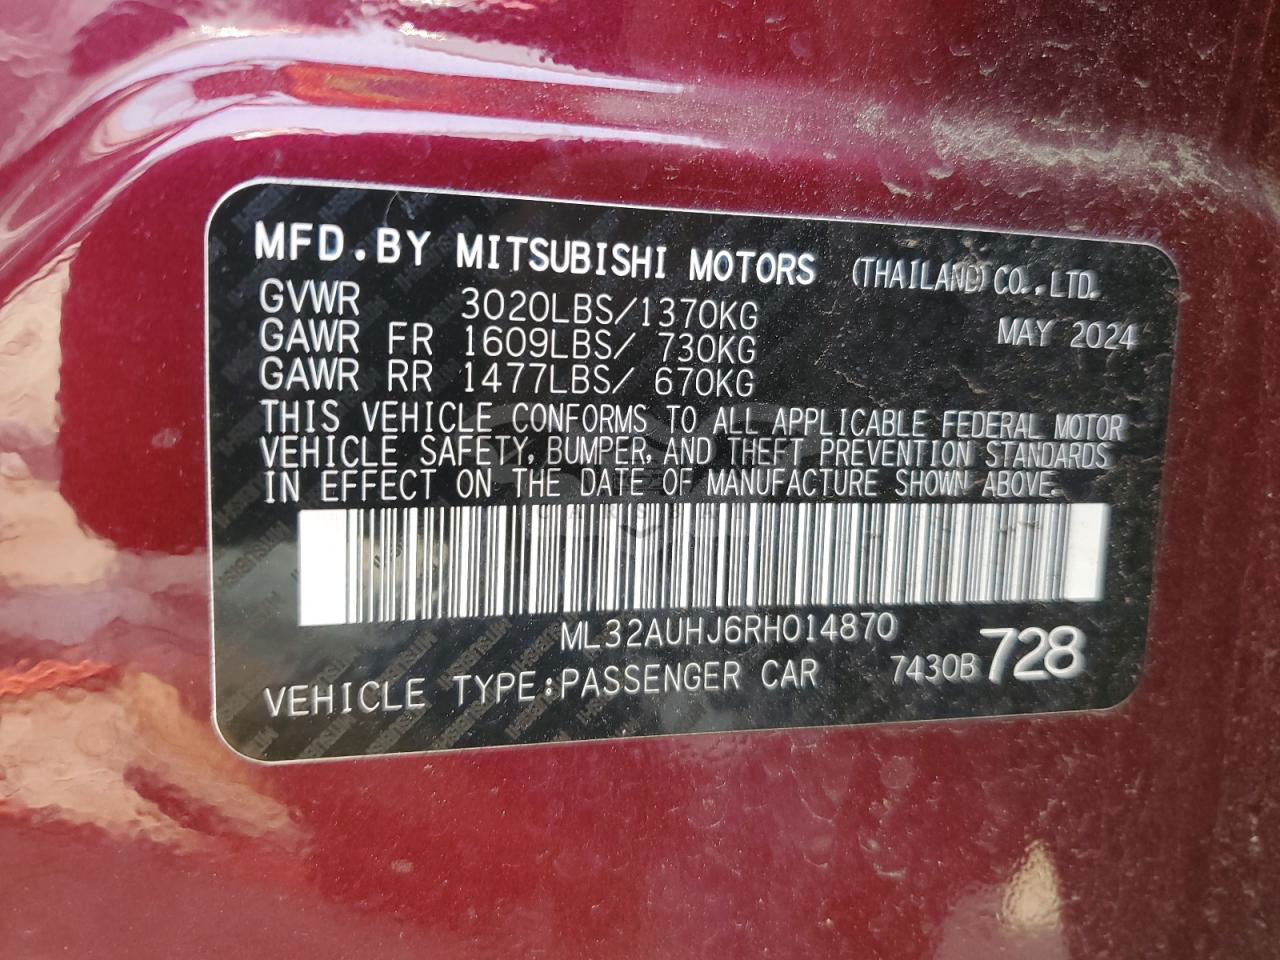 MFD.BY MITSUBISHI MOTORS (THAILAND) CO.,LTD.
GVWR 3020LBS/1370KG MAY 2024
GAWR FR 1609LBS/ 730KG
GAWR RR 1477LBS/ 670KG
THIS VEHICLE CONFORMS TO ALL APPLICABLE FEDERAL MOTOR
VEHICLE SAFETY, BUMPER, AND THEFT PREVENTION STANDARDS
IN EFFECT ON THE DATE OF MANUFACTURE SHOWN ABOVE.
ML32AUHJ6RH014870
VEHICLE TYPE:PASSENGER CAR 7430B 728